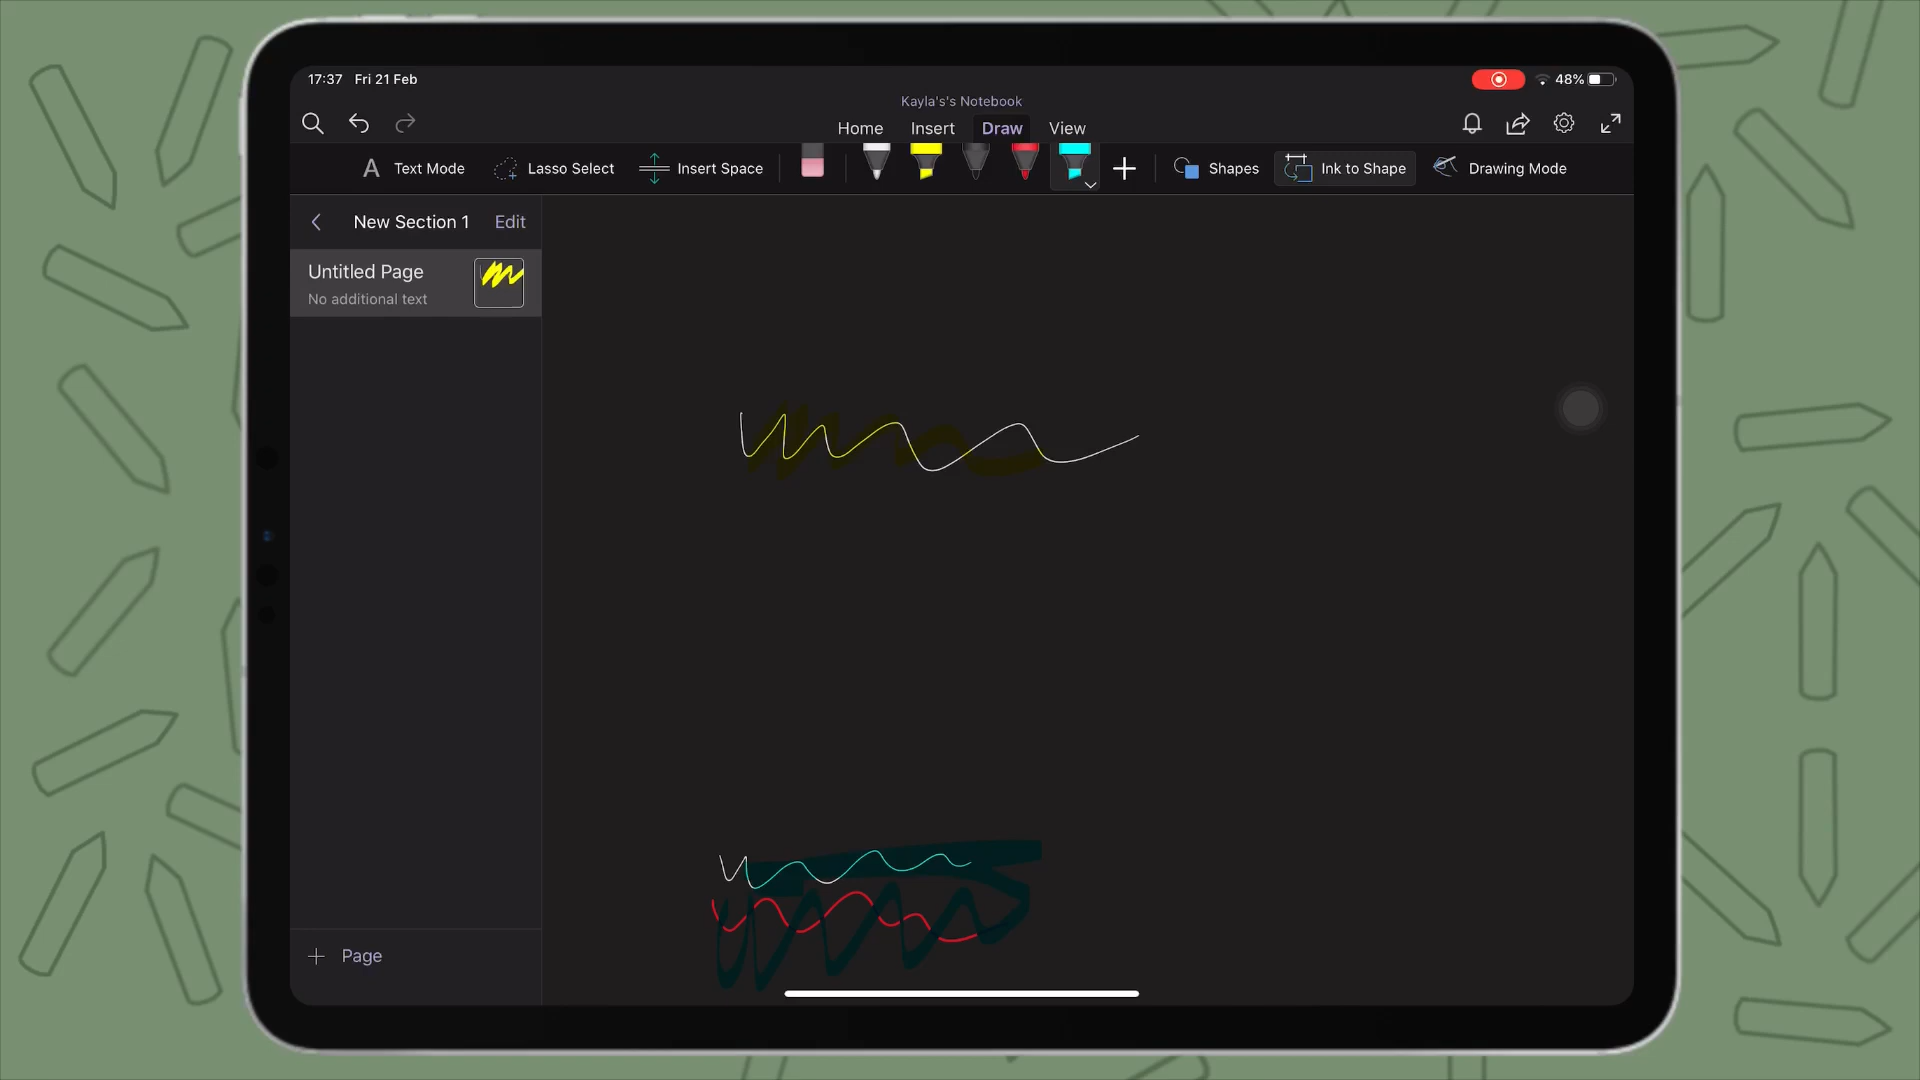 17:37 Fri 21 Feb
48%
Kayla's's Notebook
Home Insert Draw View
A Text Mode Lasso Select Insert Space Shapes Ink to Shape Drawing Mode
New Section 1 Edit
Untitled Page
No additional text
Page